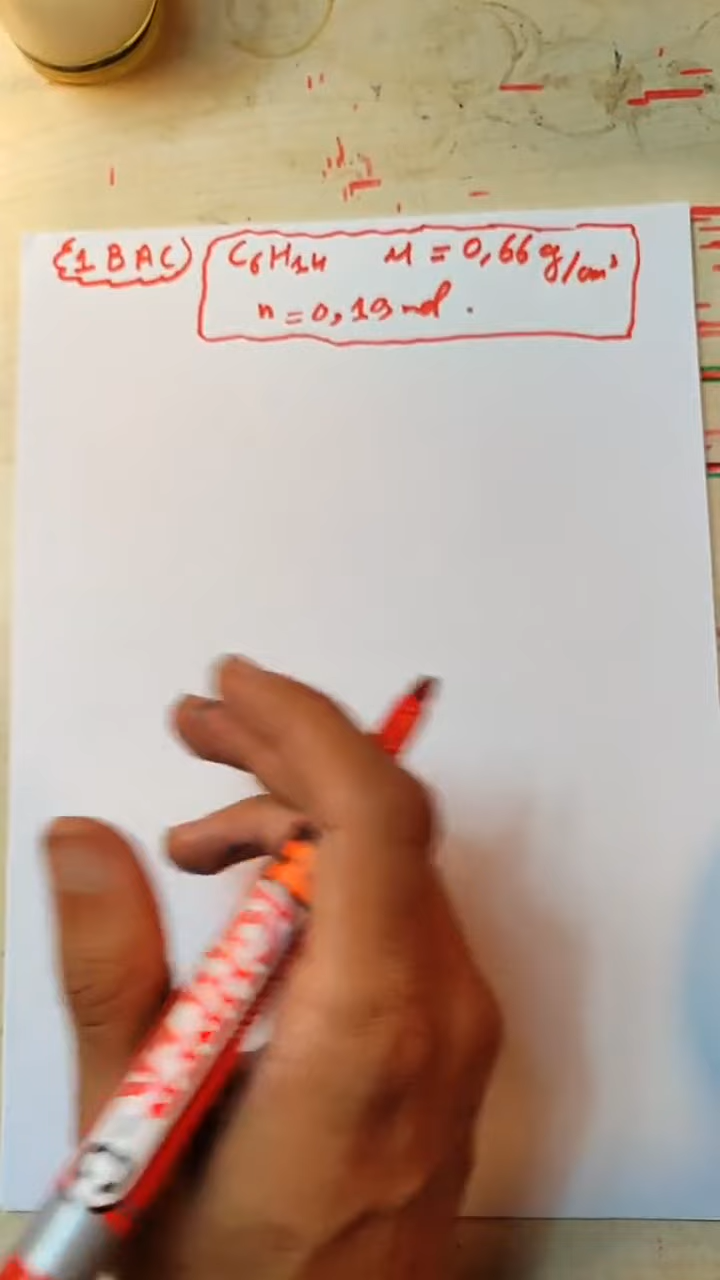 1 BAC C₆H₁₄ μ = 0,66 g/cm³
n = 0,19 mol.